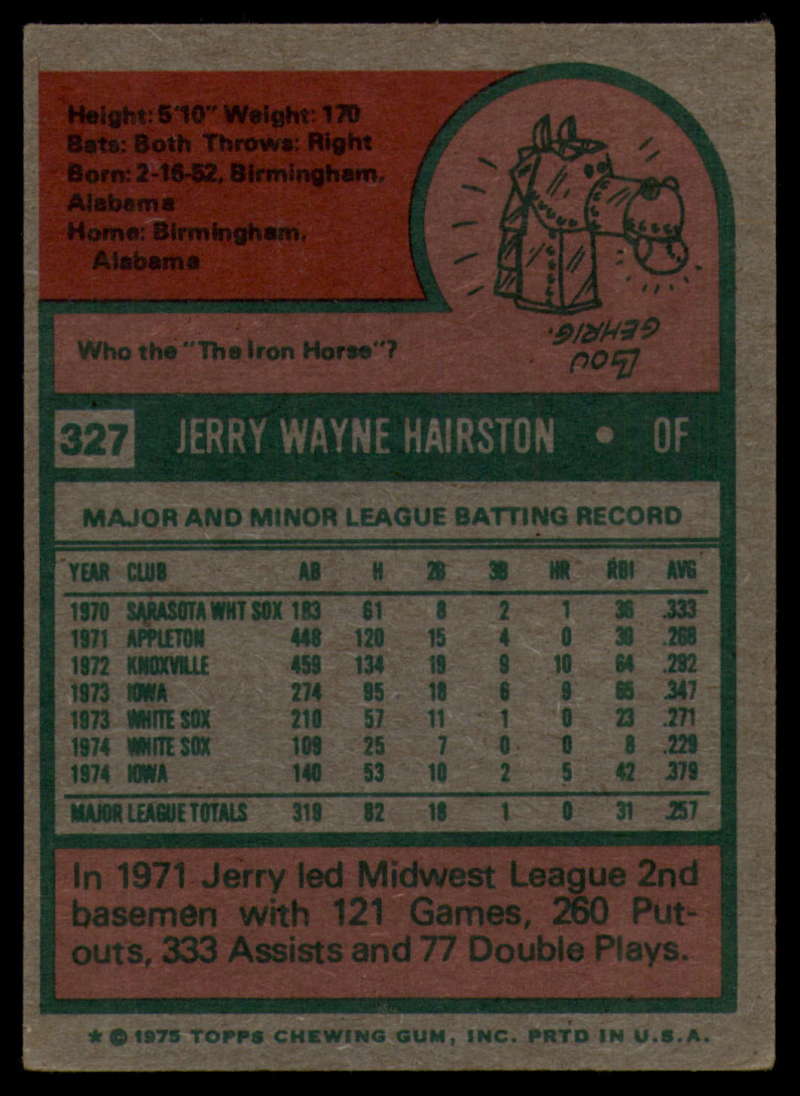 Height: 5'10" Weight: 170
Bats: Both Throws: Right
Born: 2-16-52, Birmingham,
Alabama
Home: Birmingham,
Alabama
Who the "The Iron Horse"?
LOU
GEHRIG.
327 JERRY WAYNE HAIRSTON • OF
MAJOR AND MINOR LEAGUE BATTING RECORD
YEAR CLUB AB H 2B 3B HR RBI AVG
1970 SARASOTA WHT SOX 183 61 8 2 1 36 .333
1971 APPLETON 448 120 15 4 0 30 .268
1972 KNOXVILLE 459 134 19 9 10 64 .292
1973 IOWA 274 95 18 6 9 65 .347
1973 WHITE SOX 210 57 11 1 0 23 .271
1974 WHITE SOX 109 25 7 0 0 8 .229
1974 IOWA 140 53 10 2 5 42 .379
MAJOR LEAGUE TOTALS 319 82 18 1 0 31 .257
In 1971 Jerry led Midwest League 2nd
basemen with 121 Games, 260 Put-
outs, 333 Assists and 77 Double Plays.
* © 1975 TOPPS CHEWING GUM, INC. PRTD IN U.S.A.